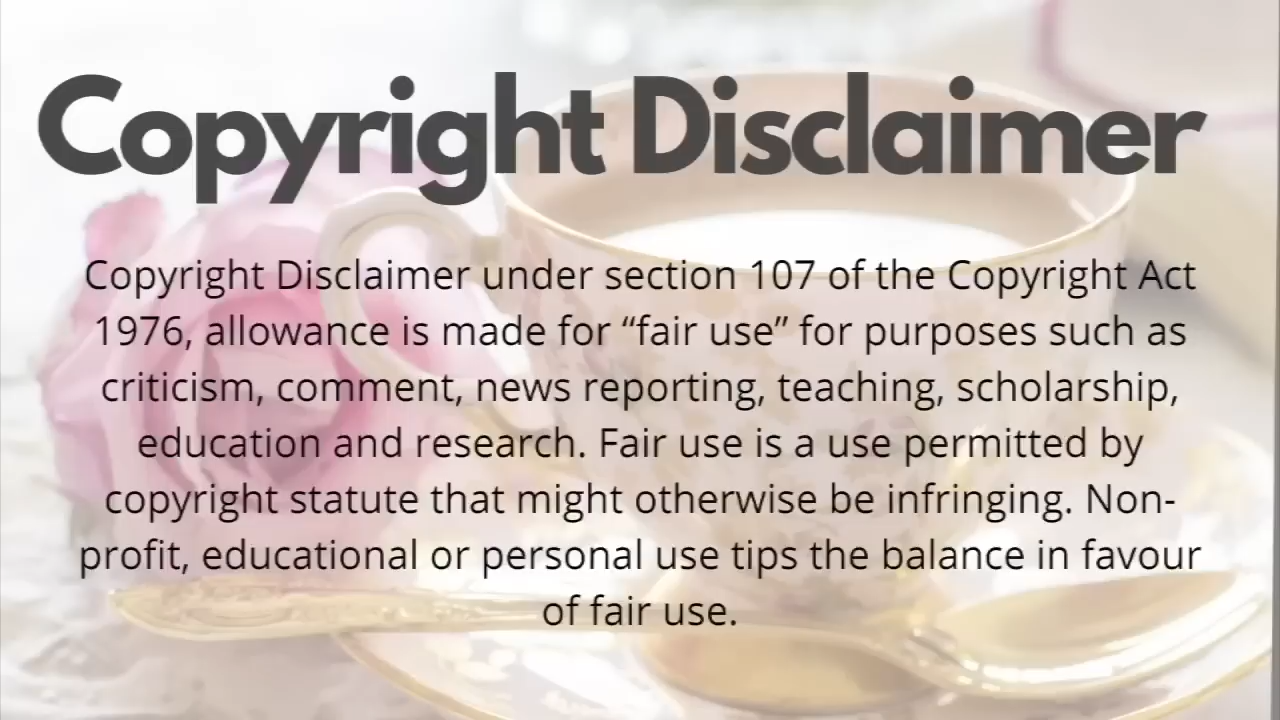 Copyright Disclaimer
Copyright Disclaimer under section 107 of the Copyright Act
1976, allowance is made for “fair use” for purposes such as
criticism, comment, news reporting, teaching, scholarship,
education and research. Fair use is a use permitted by
copyright statute that might otherwise be infringing. Non-
profit, educational or personal use tips the balance in favour
of fair use.